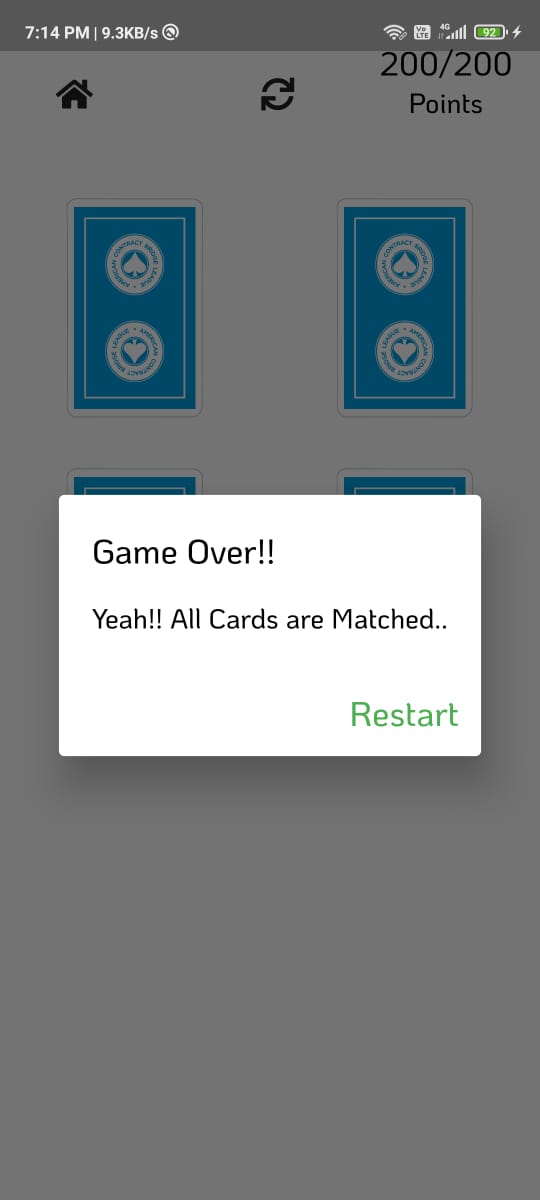 7:14 PM | 9.3KB/s
Vo LTE
4G
92
200/200
Points
AMERICAN CONTRACT BRIDGE LEAGUE
AMERICAN CONTRACT BRIDGE LEAGUE
AMERICAN CONTRACT BRIDGE LEAGUE
AMERICAN CONTRACT BRIDGE LEAGUE
Game Over!!
Yeah!! All Cards are Matched..
Restart